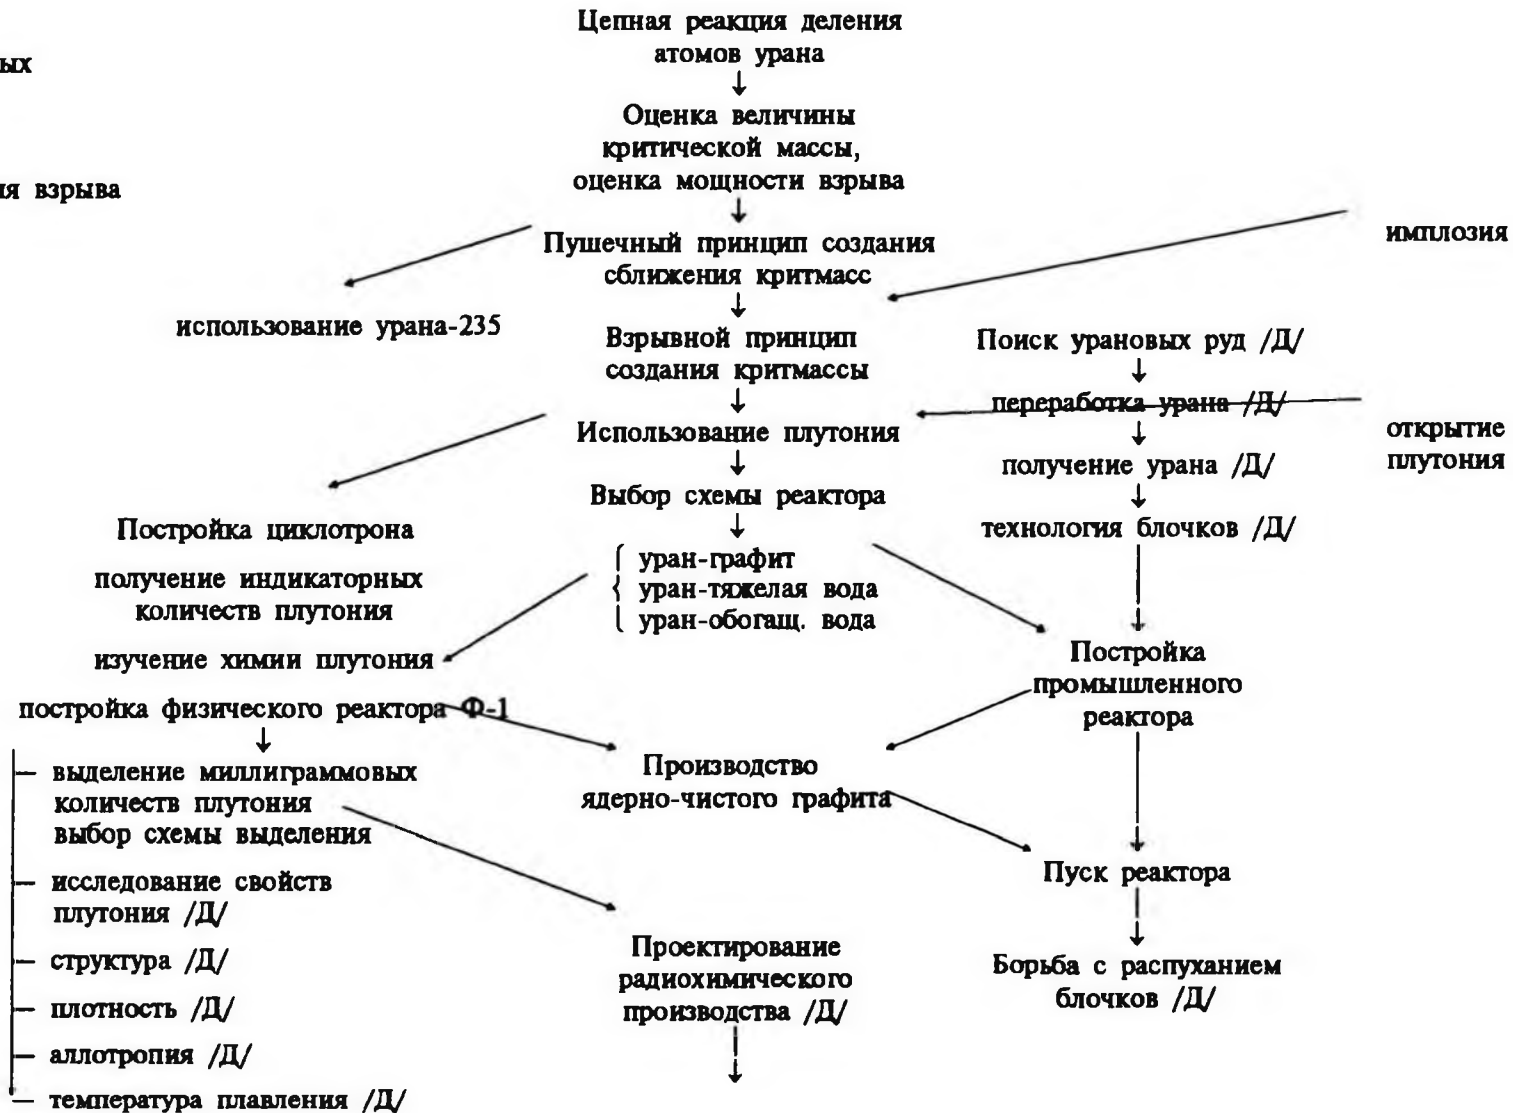 Цепная реакция деления
атомов урана
ых
Оценка величины
критической массы,
оценка мощности взрыва
ия взрыва
Пушечный принцип создания
сближения критмасс
имплозия
использование урана-235
Взрывной принцип
создания критмассы
Поиск урановых руд /Д/
переработка урана /Д/
Использование плутония
открытие
плутония
получение урана /Д/
Выбор схемы реактора
технология блочков /Д/
Постройка циклотрона
уран-графит
уран-тяжелая вода
уран-обогащ. вода
получение индикаторных
количеств плутония
изучение химии плутония
Постройка
промышленного
реактора
постройка физического реактора Ф-1
— выделение миллиграммовых
количеств плутония
выбор схемы выделения
Производство
ядерно-чистого графита
— исследование свойств
плутония /Д/
Пуск реактора
— структура /Д/
Проектирование
радиохимического
производства /Д/
Борьба с распуханием
блочков /Д/
— плотность /Д/
— аллотропия /Д/
— температура плавления /Д/